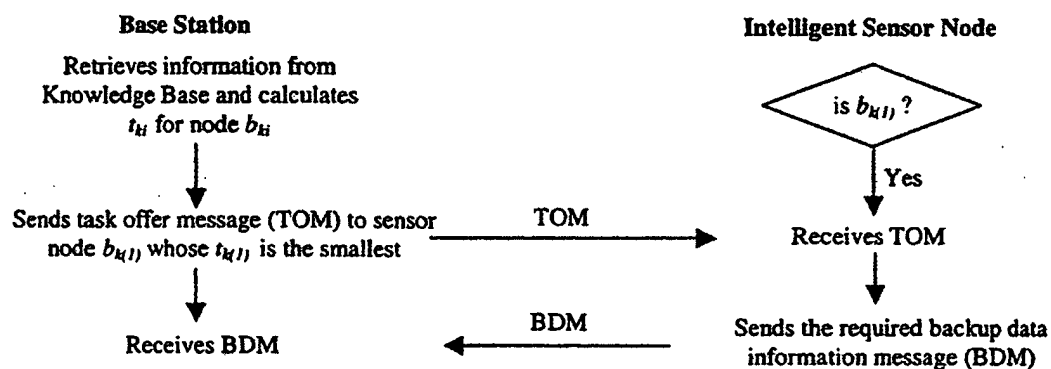 Base Station
Retrieves information from
Knowledge Base and calculates
t_ki for node b_ki
Sends task offer message (TOM) to sensor
node b_k(1) whose t_k(1) is the smallest
Receives BDM
TOM
BDM
Intelligent Sensor Node
is b_k(1) ?
Yes
Receives TOM
Sends the required backup data
information message (BDM)